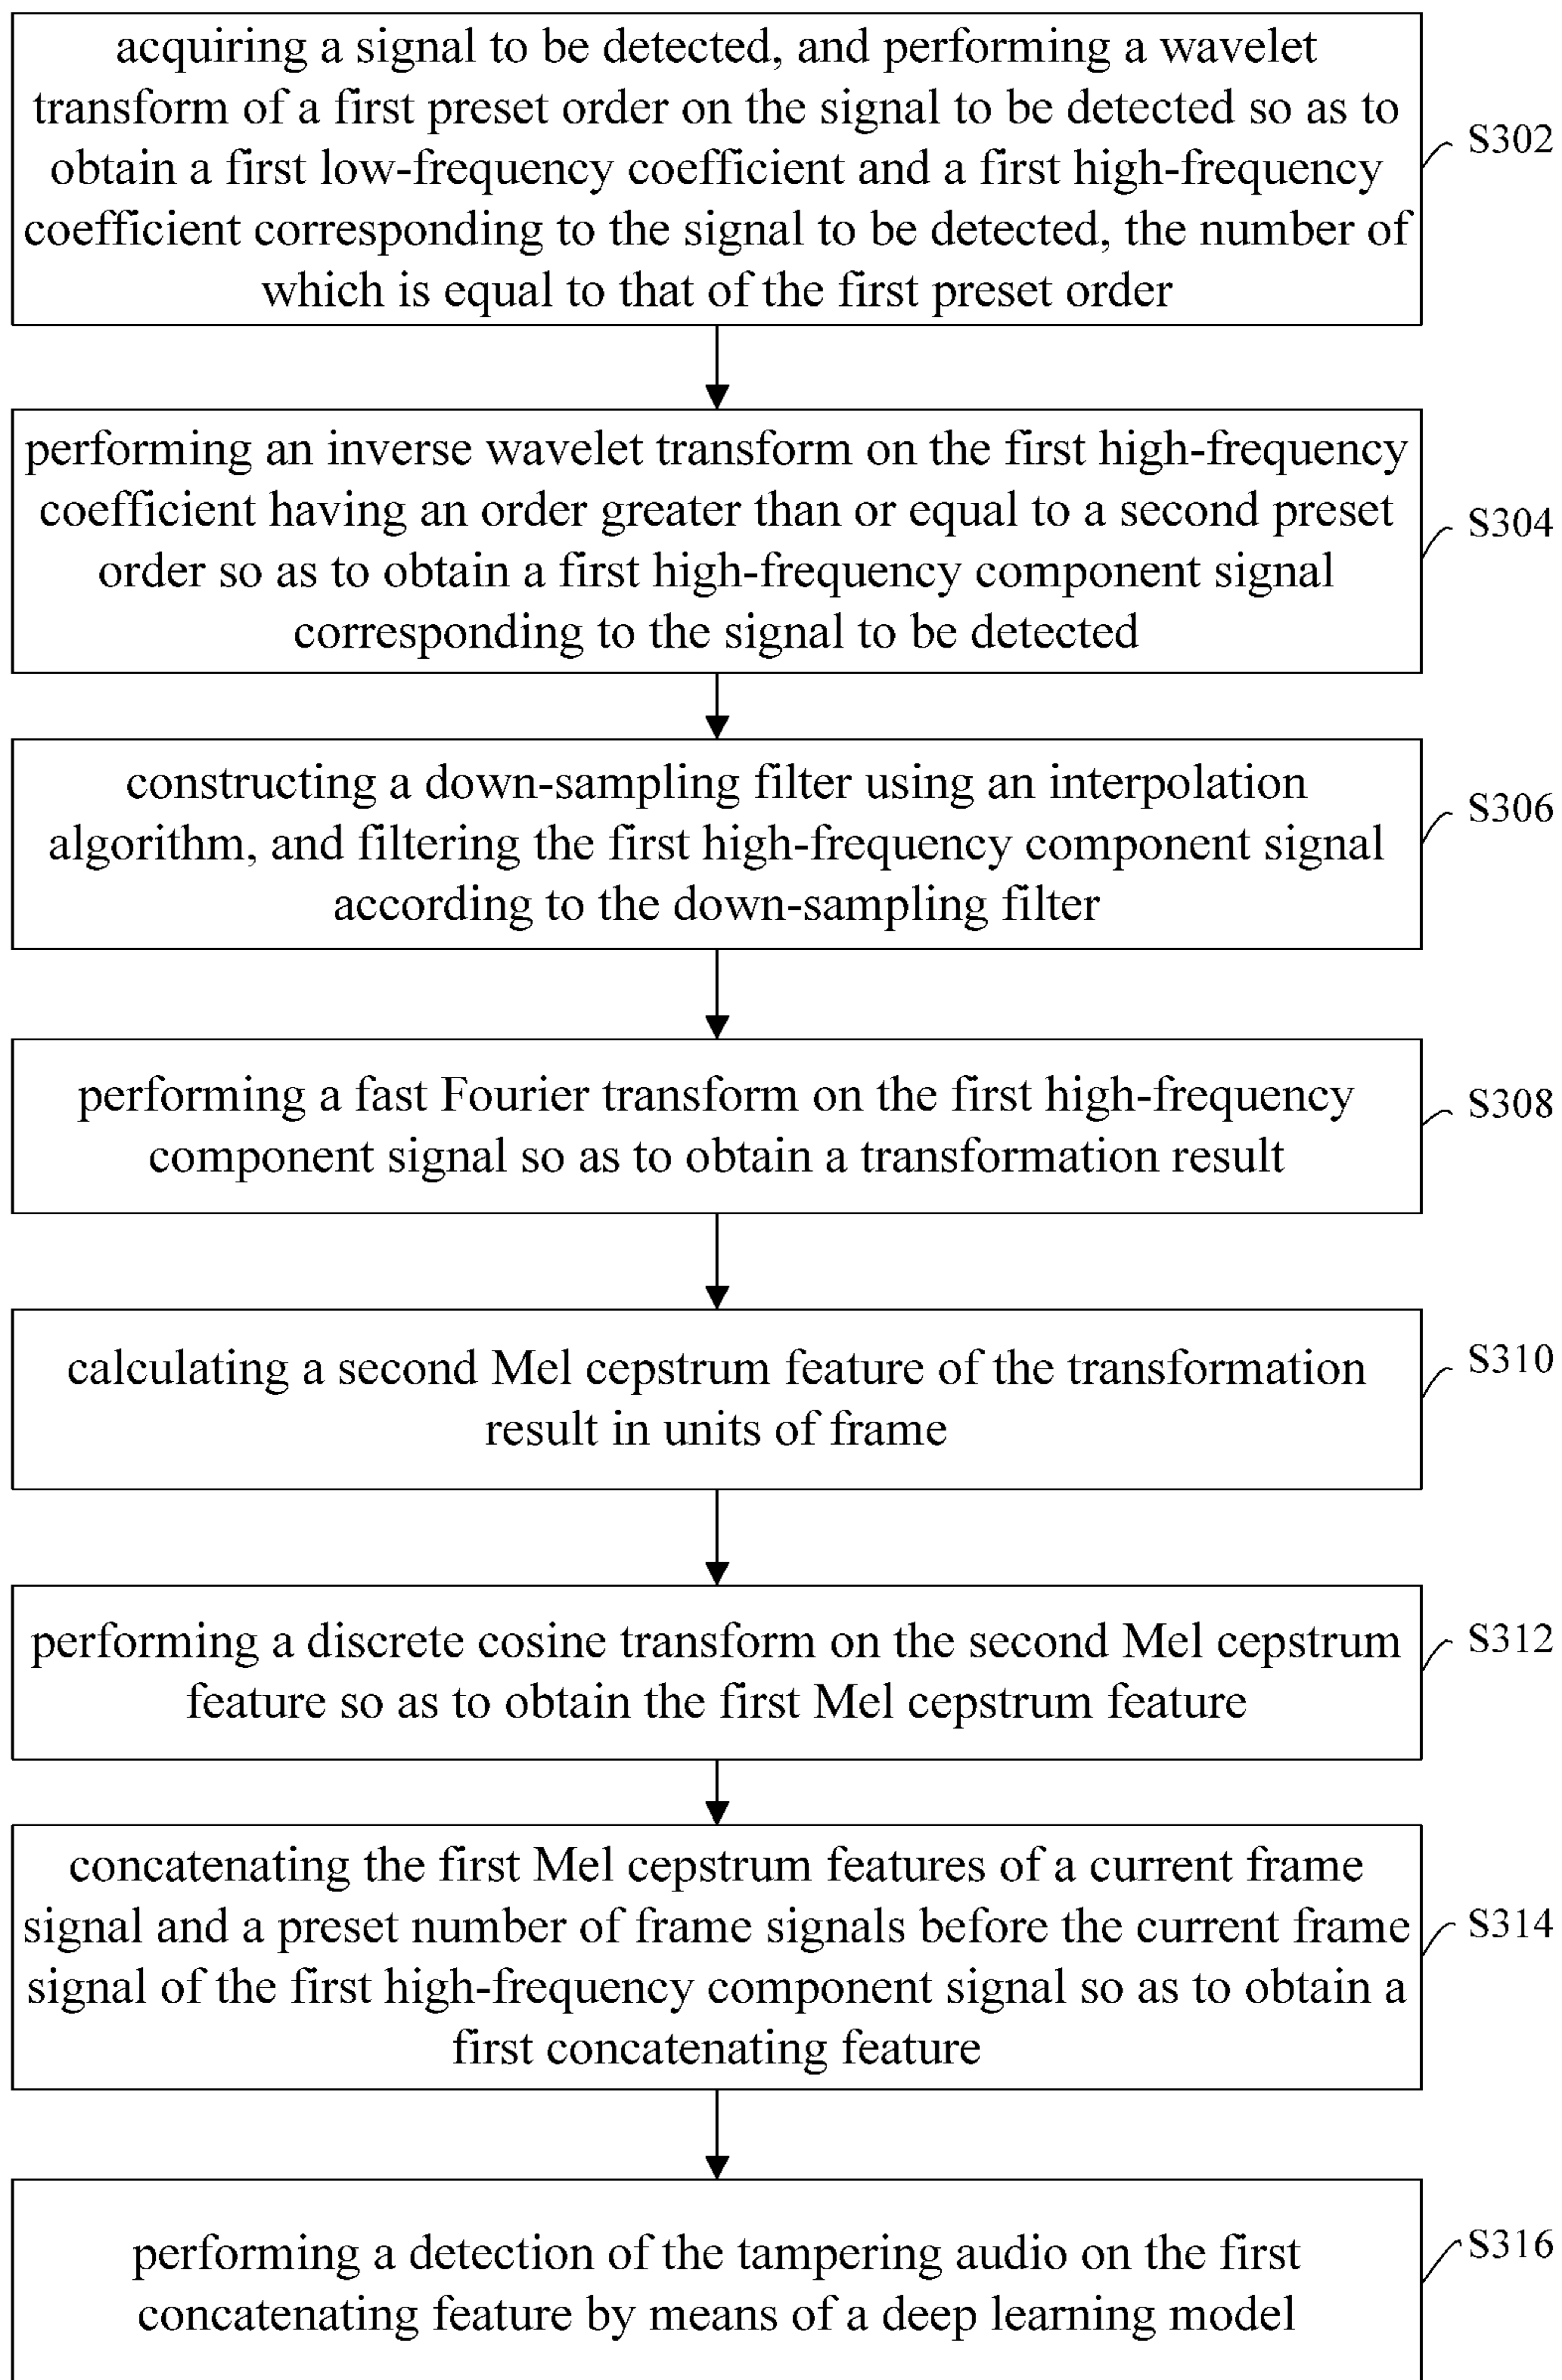 acquiring a signal to be detected, and performing a wavelet
transform of a first preset order on the signal to be detected so as to
obtain a first low-frequency coefficient and a first high-frequency
coefficient corresponding to the signal to be detected, the number of
which is equal to that of the first preset order
S302
performing an inverse wavelet transform on the first high-frequency
coefficient having an order greater than or equal to a second preset
order so as to obtain a first high-frequency component signal
corresponding to the signal to be detected
S304
constructing a down-sampling filter using an interpolation
algorithm, and filtering the first high-frequency component signal
according to the down-sampling filter
S306
performing a fast Fourier transform on the first high-frequency
component signal so as to obtain a transformation result
S308
calculating a second Mel cepstrum feature of the transformation
result in units of frame
S310
performing a discrete cosine transform on the second Mel cepstrum
feature so as to obtain the first Mel cepstrum feature
S312
concatenating the first Mel cepstrum features of a current frame
signal and a preset number of frame signals before the current frame
signal of the first high-frequency component signal so as to obtain a
first concatenating feature
S314
performing a detection of the tampering audio on the first
concatenating feature by means of a deep learning model
S316